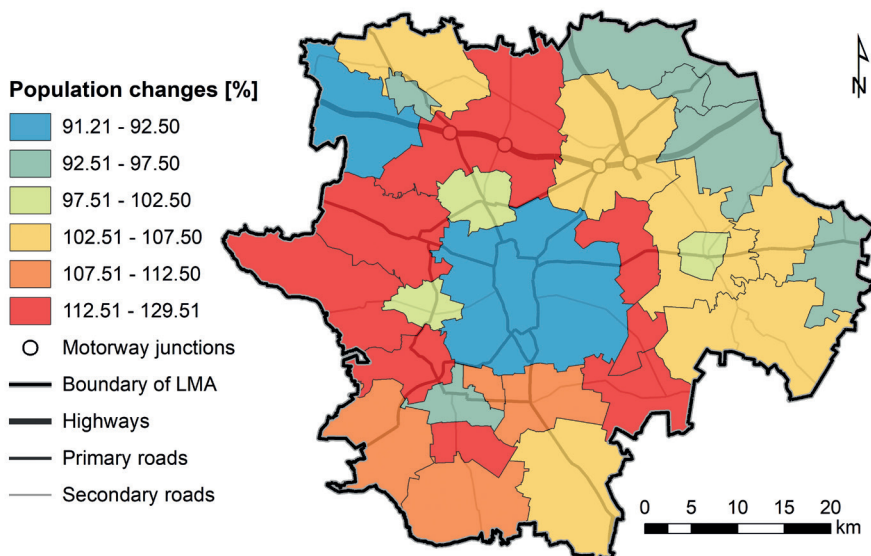 Population changes [%]
91.21 - 92.50
92.51 - 97.50
97.51 - 102.50
102.51 - 107.50
107.51 - 112.50
112.51 - 129.51
Motorway junctions
Boundary of LMA
Highways
Primary roads
Secondary roads
N
0 5 10 15 20
km